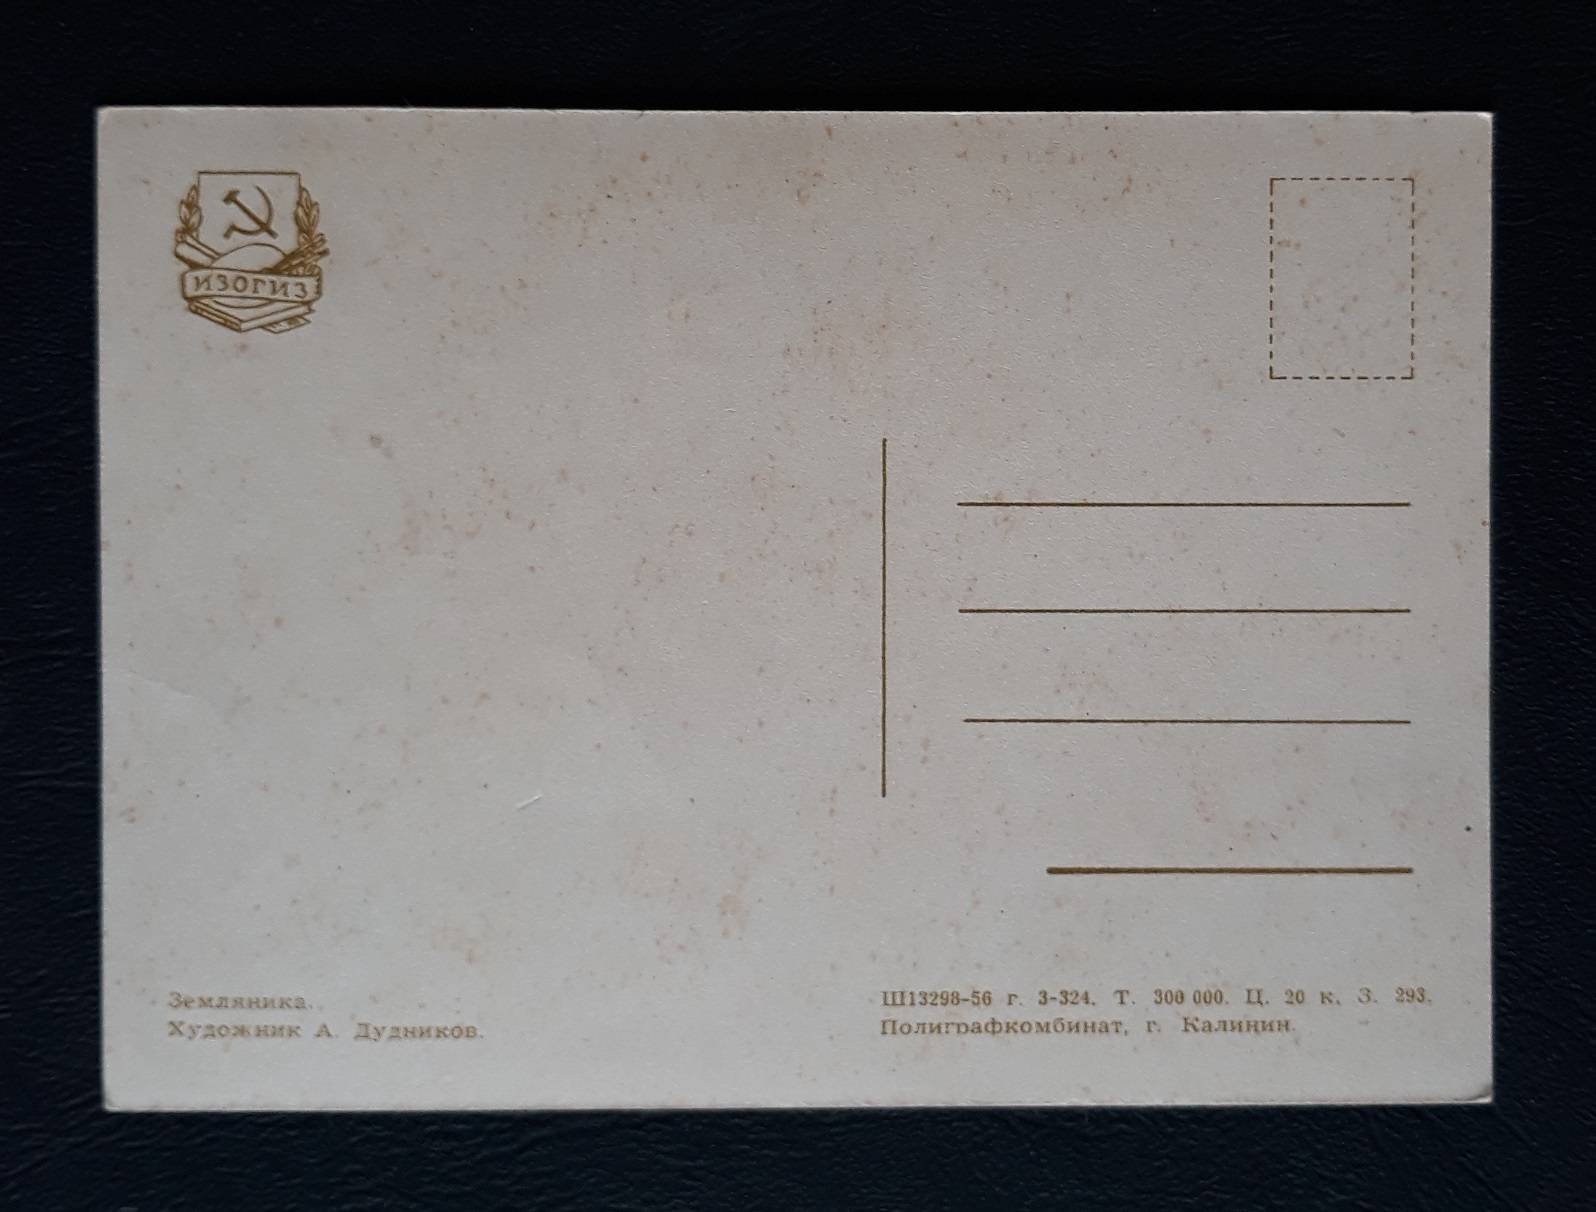 ИЗОГИЗ
Земляника.
Художник А. Дудников.
Ш13298-56 г. 3-324. Т. 300 000. Ц. 20 к. З. 293.
Полиграфкомбинат, г. Калинин.